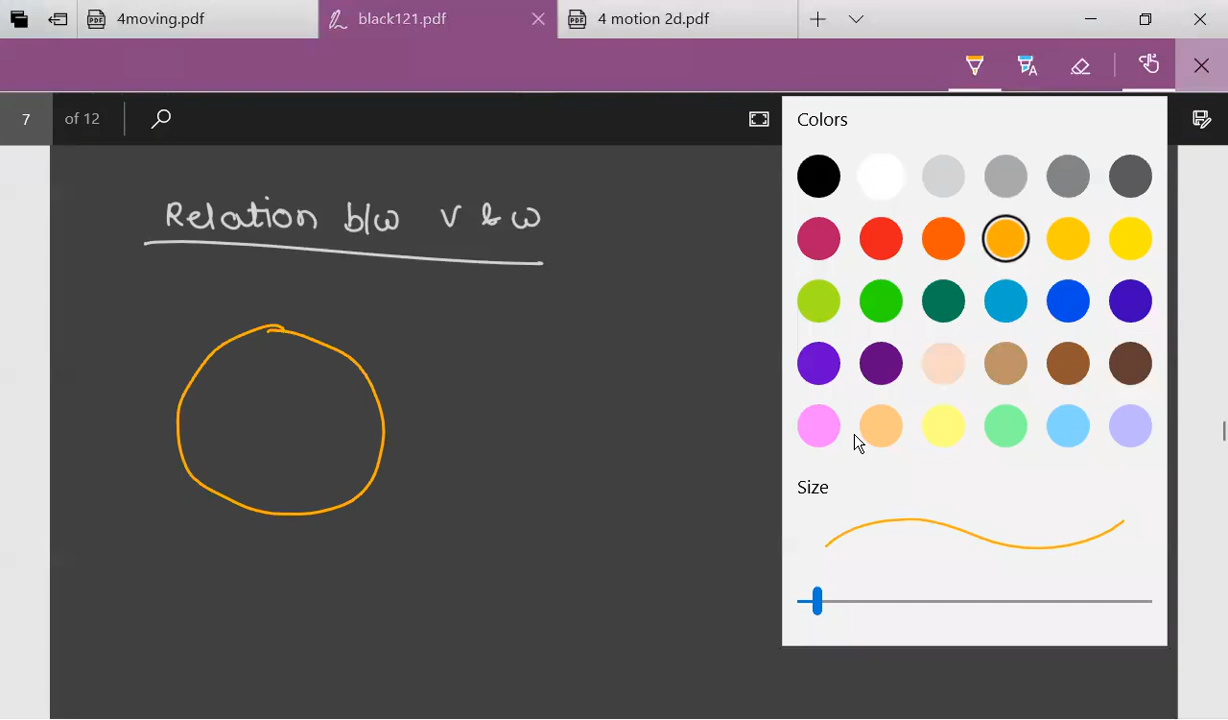 4moving.pdf
black121.pdf
4 motion 2d.pdf
7 of 12
Colors
Relation b/w v & ω
Size